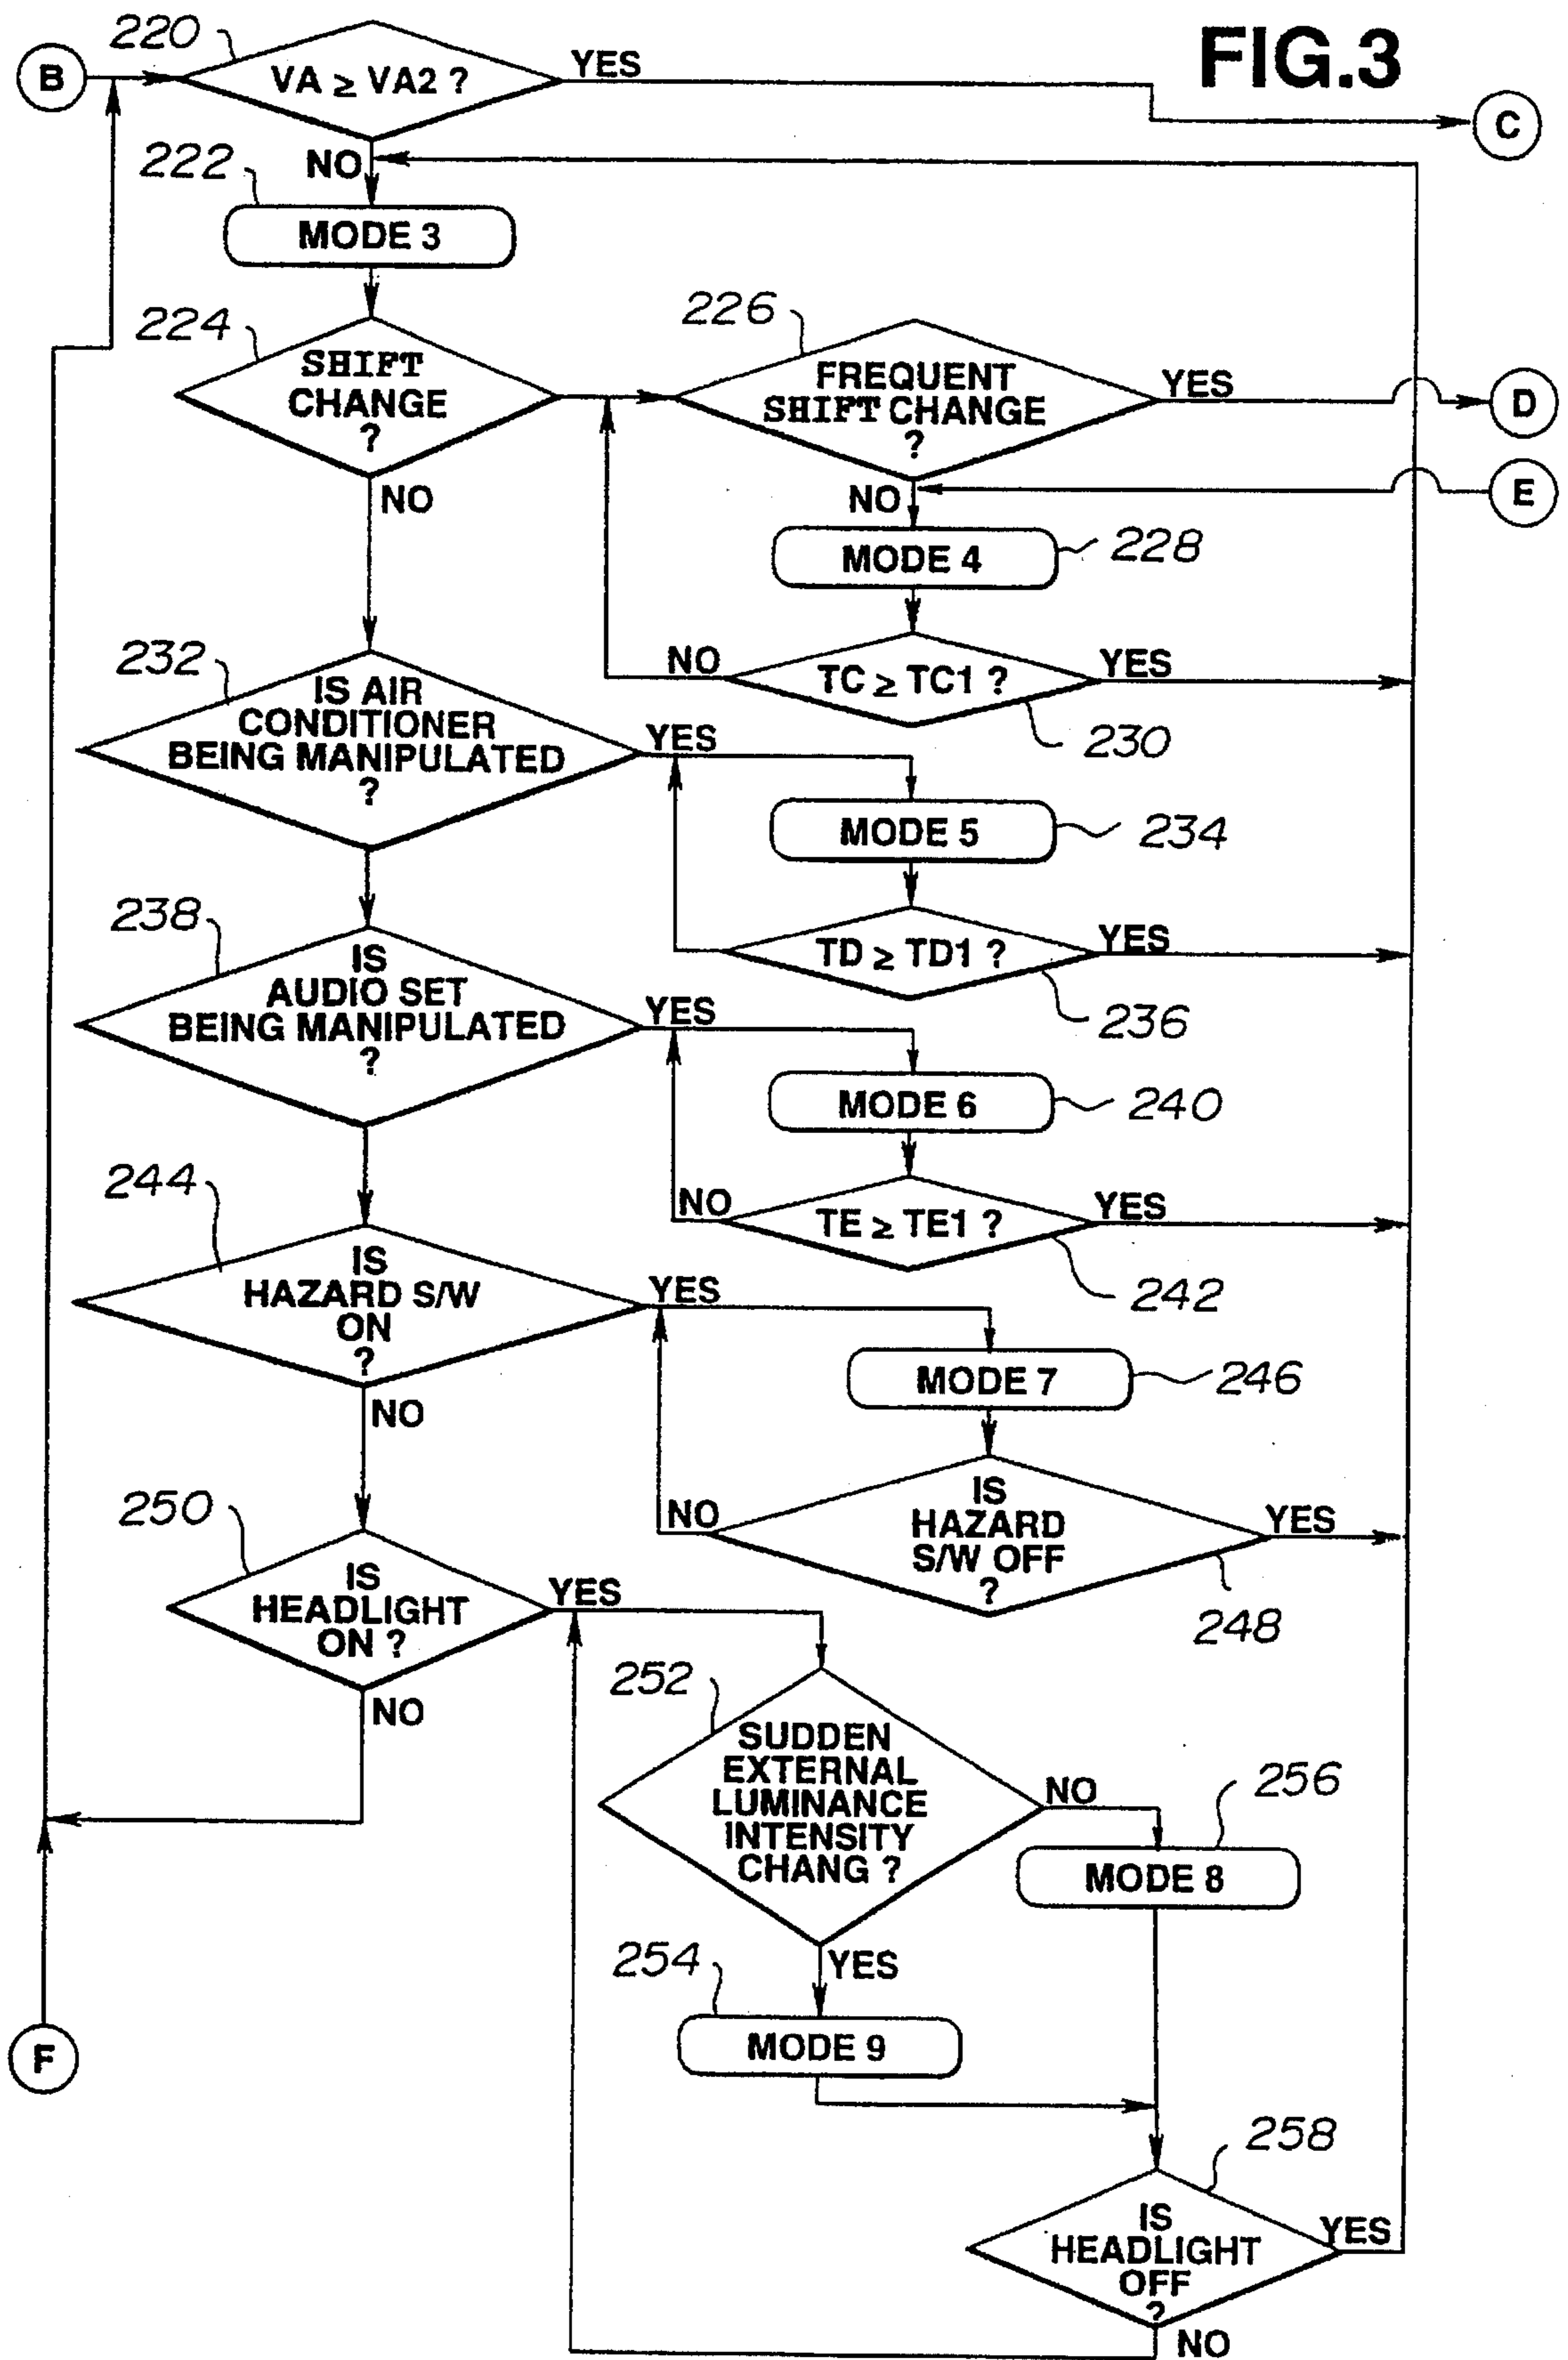 FIG.3
B
220
VA ≥ VA2 ?
YES
C
NO
222
MODE 3
224
SHIFT
CHANGE
?
NO
226
FREQUENT
SHIFT CHANGE
?
YES
D
NO
E
MODE 4
228
TC ≥ TC1 ?
NO
YES
230
232
IS AIR
CONDITIONER
BEING MANIPULATED
?
YES
MODE 5
234
TD ≥ TD1 ?
YES
236
238
IS
AUDIO SET
BEING MANIPULATED
?
YES
MODE 6
240
NO
TE ≥ TE1 ?
YES
242
244
IS
HAZARD S/W
ON
?
YES
NO
MODE 7
246
NO
IS
HAZARD
S/W OFF
?
YES
248
250
IS
HEADLIGHT
ON ?
YES
NO
252
SUDDEN
EXTERNAL
LUMINANCE
INTENSITY
CHANG ?
NO
256
MODE 8
YES
254
MODE 9
F
258
IS
HEADLIGHT
OFF
?
YES
NO